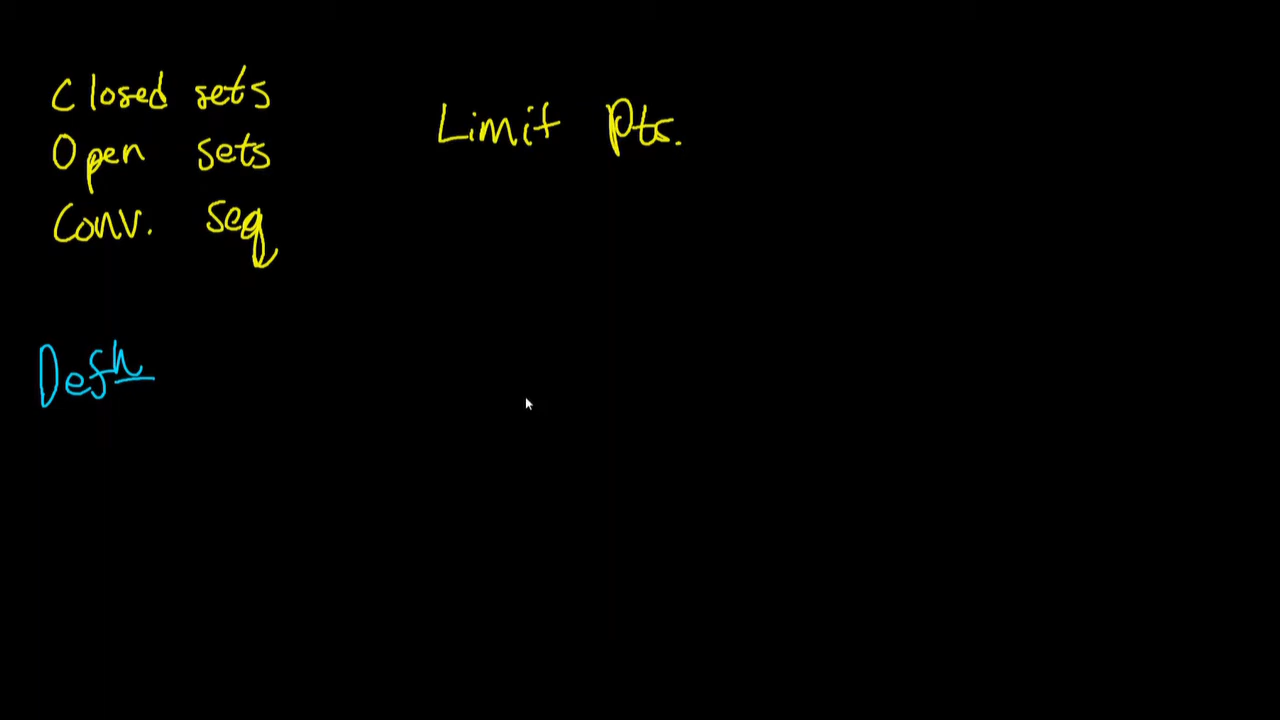 Closed sets
Open sets
Conv. seq
Limit Pts.
Defn